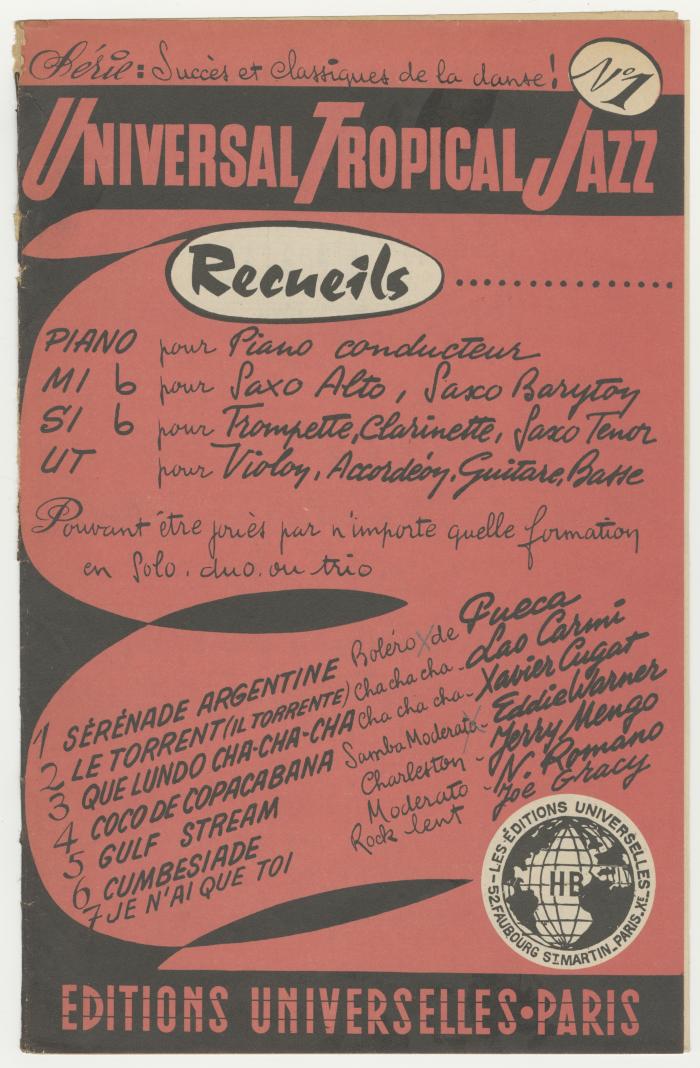 Série: Succès et classiques de la danse!
N°1
UNIVERSAL TROPICAL JAZZ
Recueils ....................
PIANO pour Piano conducteur
MI b pour Saxo Alto, Saxo Baryton
SI b pour Trompette, Clarinette, Saxo Tenor
UT pour Violon, Accordéon, Guitare, Basse
Pouvant être joués par n'importe quelle formation
en Solo. duo. ou trio
1 SÉRÉNADE ARGENTINE Boléro de Fueca
2 LE TORRENT (IL TORRENTE) cha cha cha - Lao Carmi
3 QUE LUNDO CHA-CHA-CHA cha cha cha - Xavier Cugat
4 COCO DE COPACABANA Samba Moderato - Eddie Warner
5 GULF STREAM Charleston - Jerry Mengo
6 CUMBESIADE Moderato - N. Romano
7 JE N'AI QUE TOI Rock lent Joë Gracy
LES ÉDITIONS UNIVERSELLES
HB
52, FAUBOURG ST MARTIN - PARIS. Xe
EDITIONS UNIVERSELLES•PARIS